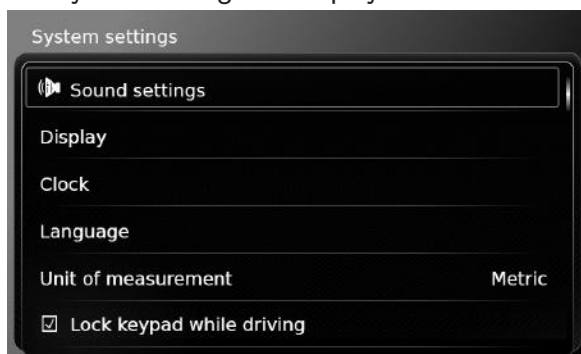 System settings
Sound settings
Display
Clock
Language
Unit of measurement Metric
Lock keypad while driving